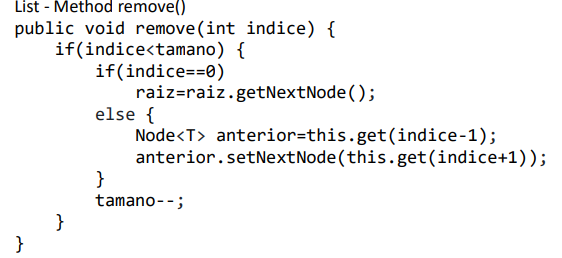 List - Method remove()
public void remove(int indice) {
    if(indice<tamano) {
        if(indice==0)
            raiz=raiz.getNextNode();
        else {
            Node<T> anterior=this.get(indice-1);
            anterior.setNextNode(this.get(indice+1));
        }
        tamano--;
    }
}